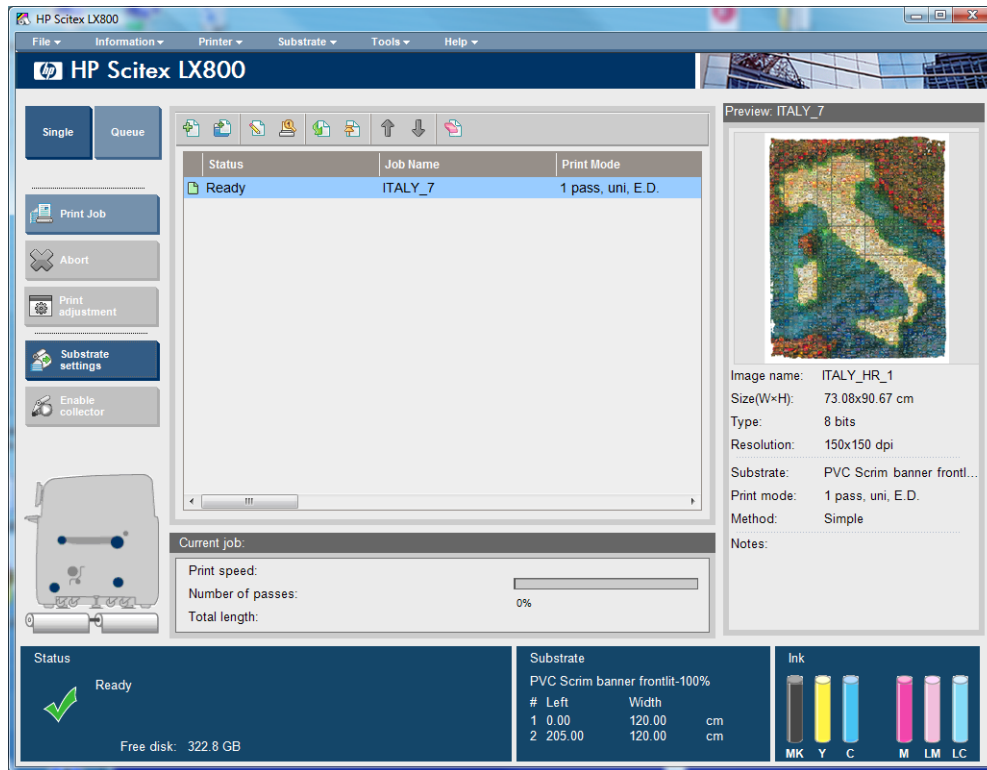 HP Scitex LX800
File Information Printer Substrate Tools Help
hp HP Scitex LX800
Single Queue
Print Job
Abort
Print
adjustment
Substrate
settings
Enable
collector
Status Job Name Print Mode
Ready ITALY_7 1 pass, uni, E.D.
Current job:
Print speed:
Number of passes:
0%
Total length:
Preview: ITALY_7
Image name: ITALY_HR_1
Size(W×H): 73.08x90.67 cm
Type: 8 bits
Resolution: 150x150 dpi
Substrate: PVC Scrim banner frontl...
Print mode: 1 pass, uni, E.D.
Method: Simple
Notes:
Status
Ready
Free disk: 322.8 GB
Substrate
PVC Scrim banner frontlit-100%
# Left Width
1 0.00 120.00 cm
2 205.00 120.00 cm
Ink
MK Y C M LM LC